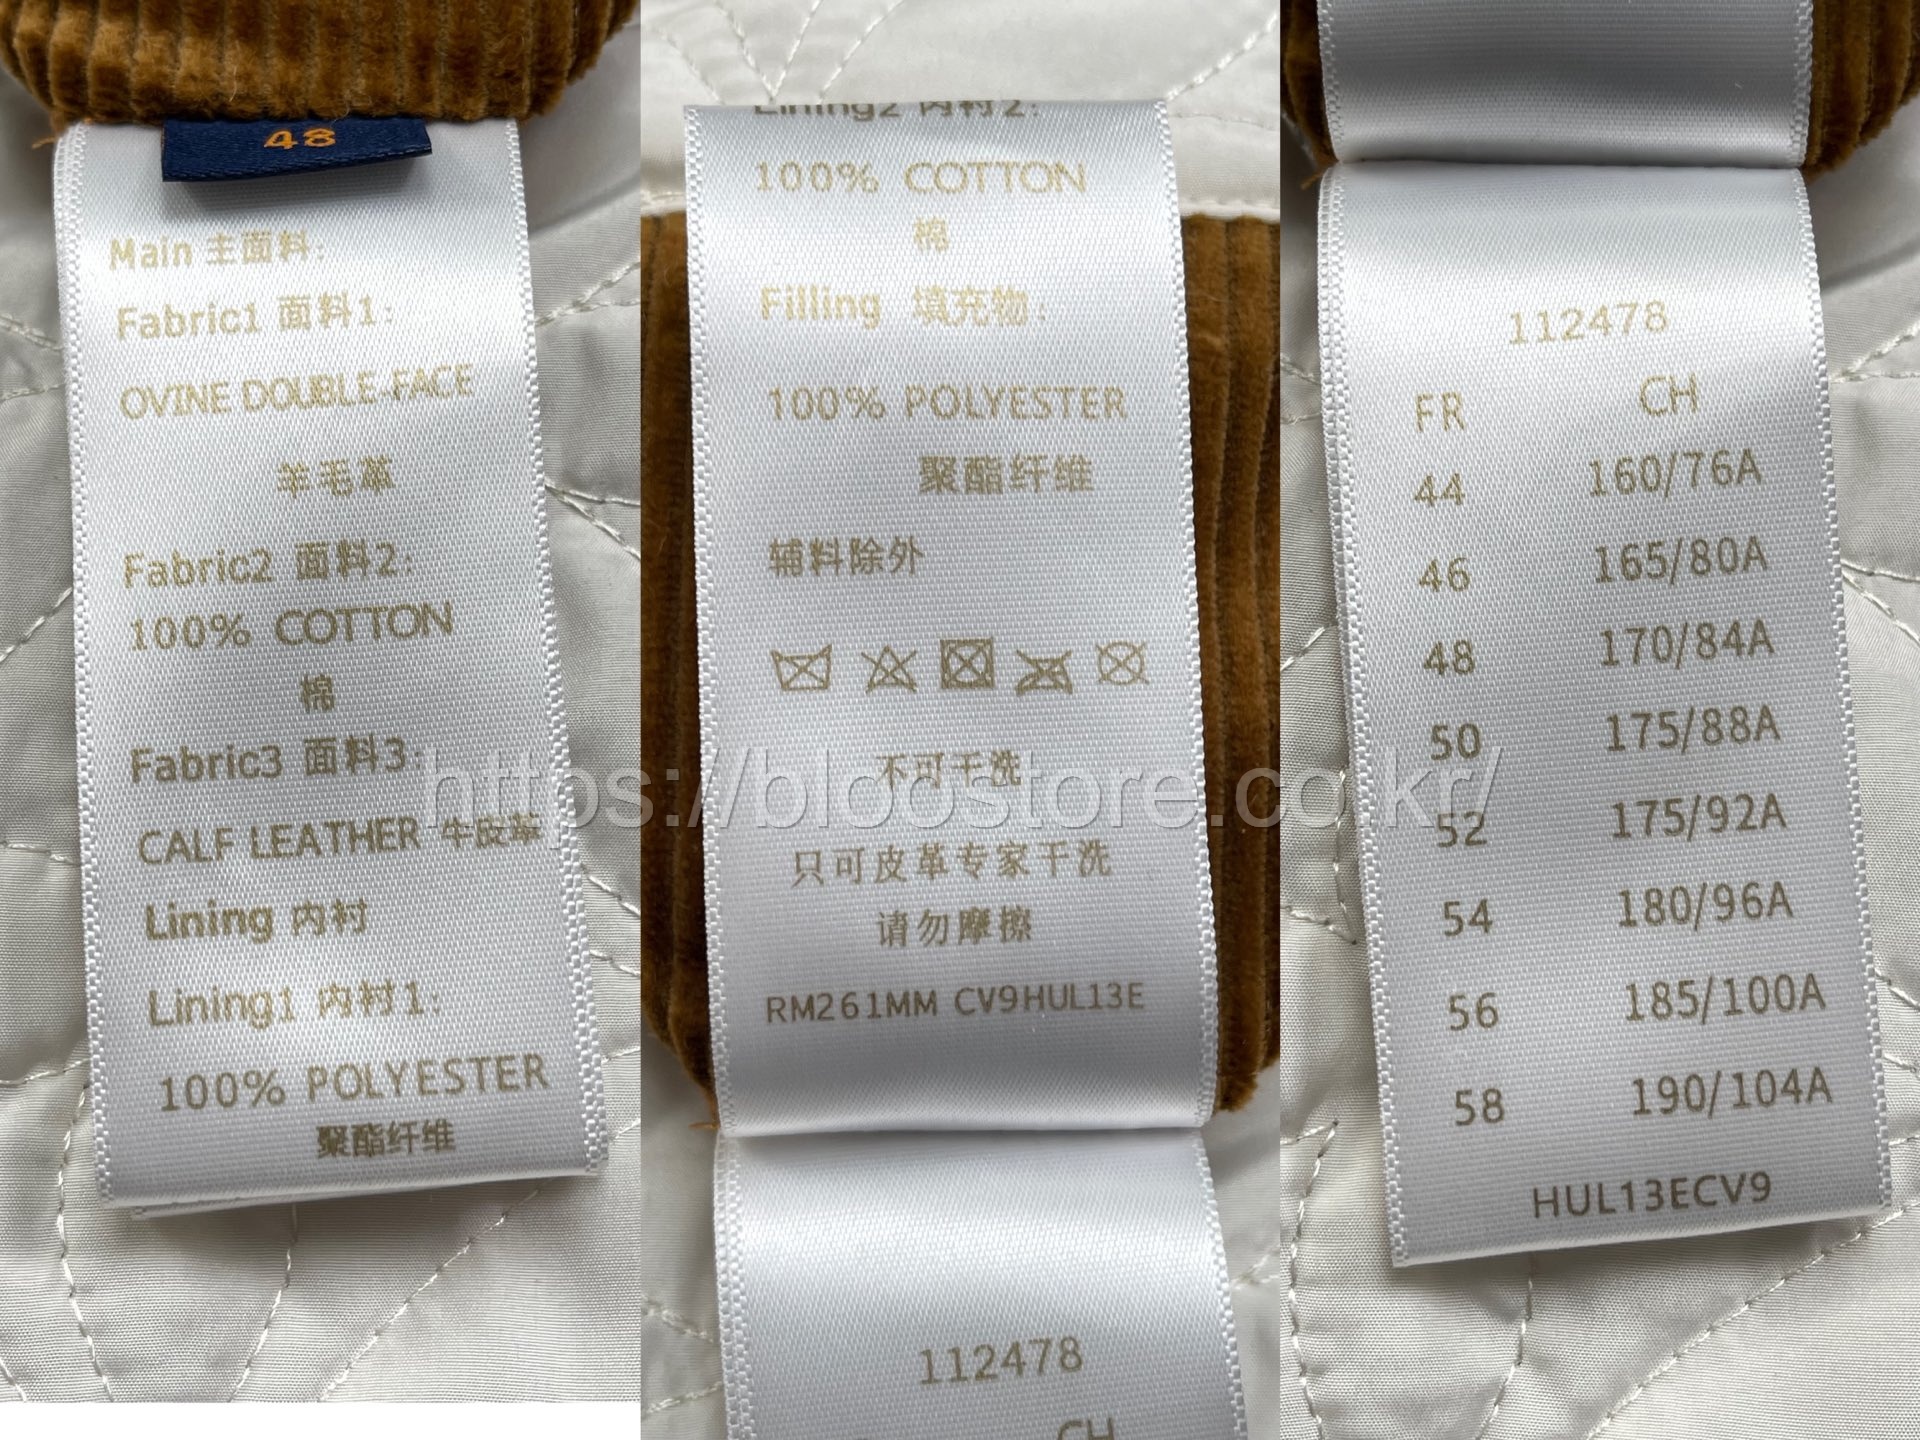 48
Main 主面料:
Fabric1 面料1:
OVINE DOUBLE-FACE
羊毛革
Fabric2 面料2:
100% COTTON
棉
Fabric3 面料3:
CALF LEATHER 牛皮革
Lining 内衬
Lining1 内衬1:
100% POLYESTER
聚酯纤维
Lining2 内衬2:
100% COTTON
棉
Filling 填充物:
100% POLYESTER
聚酯纤维
辅料除外
不可干洗
只可皮革专家干洗
请勿摩擦
RM261MM CV9HUL13E
112478
CH
112478
FR CH
44 160/76A
46 165/80A
48 170/84A
50 175/88A
52 175/92A
54 180/96A
56 185/100A
58 190/104A
HUL13ECV9
https://blooostore.co.kr/